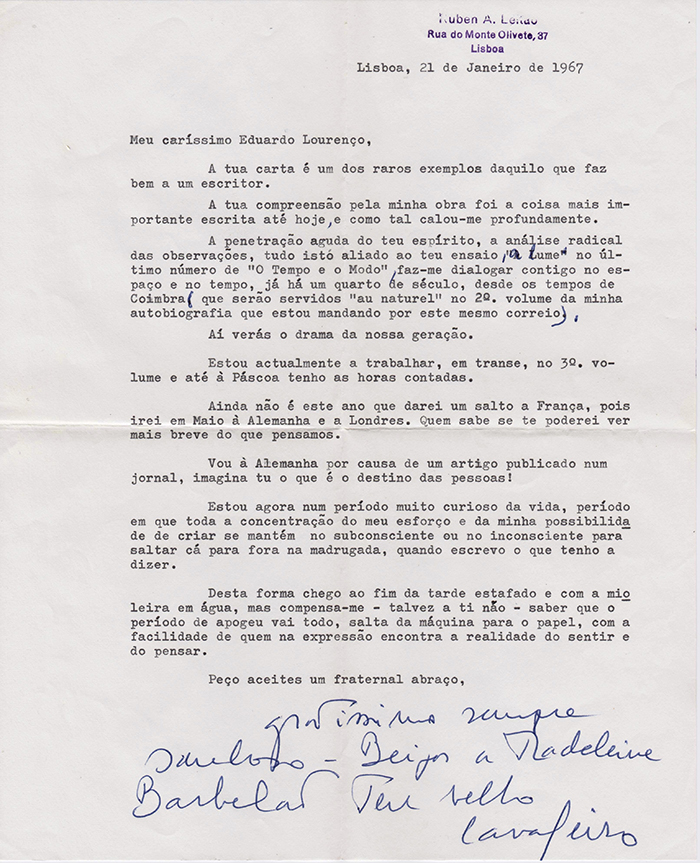 Ruben A. Leitão
Rua do Monte Olivete, 37
Lisboa
Lisboa, 21 de Janeiro de 1967
Meu caríssimo Eduardo Lourenço,
A tua carta é um dos raros exemplos daquilo que faz
bem a um escritor.
A tua compreensão pela minha obra foi a coisa mais im-
portante escrita até hoje, e como tal calou-me profundamente.
A penetração aguda do teu espírito, a análise radical
das observações, tudo istó aliado ao teu ensaio, "a Lume" no úl-
timo número de "O Tempo e o Modo", faz-me dialogar contigo no es-
paço e no tempo, já há um quarto de século, desde os tempos de
Coimbra ( que serão servidos "au naturel" no 2º. volume da minha
autobiografia que estou mandando por este mesmo correio).
Aí verás o drama da nossa geração.
Estou actualmente a trabalhar, em transe, no 3º. vo-
lume e até à Páscoa tenho as horas contadas.
Ainda não é este ano que darei um salto a França, pois
irei em Maio à Alemanha e a Londres. Quem sabe se te poderei ver
mais breve do que pensamos.
Vou à Alemanha por causa de um artigo publicado num
jornal, imagina tu o que é o destino das pessoas!
Estou agora num período muito curioso da vida, período
em que toda a concentração do meu esforço e da minha possibilida
de de criar se mantém no subconsciente ou no inconsciente para
saltar cá para fora na madrugada, quando escrevo o que tenho a
dizer.
Desta forma chego ao fim da tarde estafado e com a mio
leira em água, mas compensa-me - talvez a ti não - saber que o
período de apogeu vai todo, salta da máquina para o papel, com a
facilidade de quem na expressão encontra a realidade do sentir e
do pensar.
Peço aceites um fraternal abraço,
gratíssimo sempre
saudoso - Beijos a Madeleine
Barbelad Teu velho